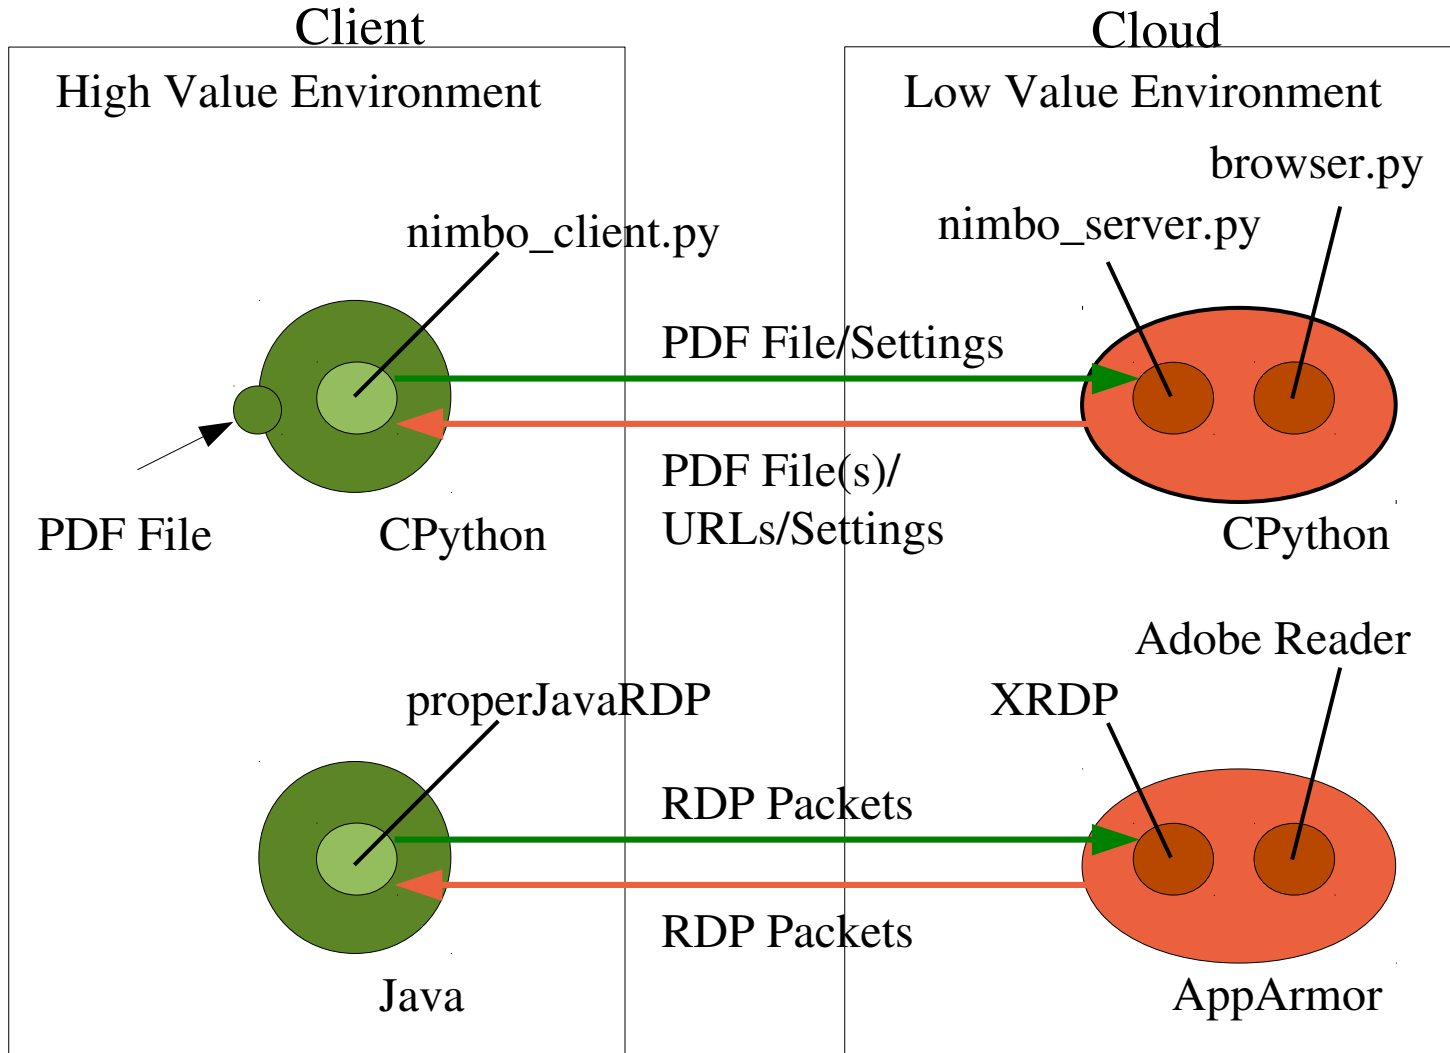 Client
Cloud
High Value Environment
Low Value Environment
browser.py
nimbo_client.py
nimbo_server.py
PDF File/Settings
PDF File(s)/
URLs/Settings
PDF File
CPython
CPython
Adobe Reader
properJavaRDP
XRDP
RDP Packets
RDP Packets
Java
AppArmor